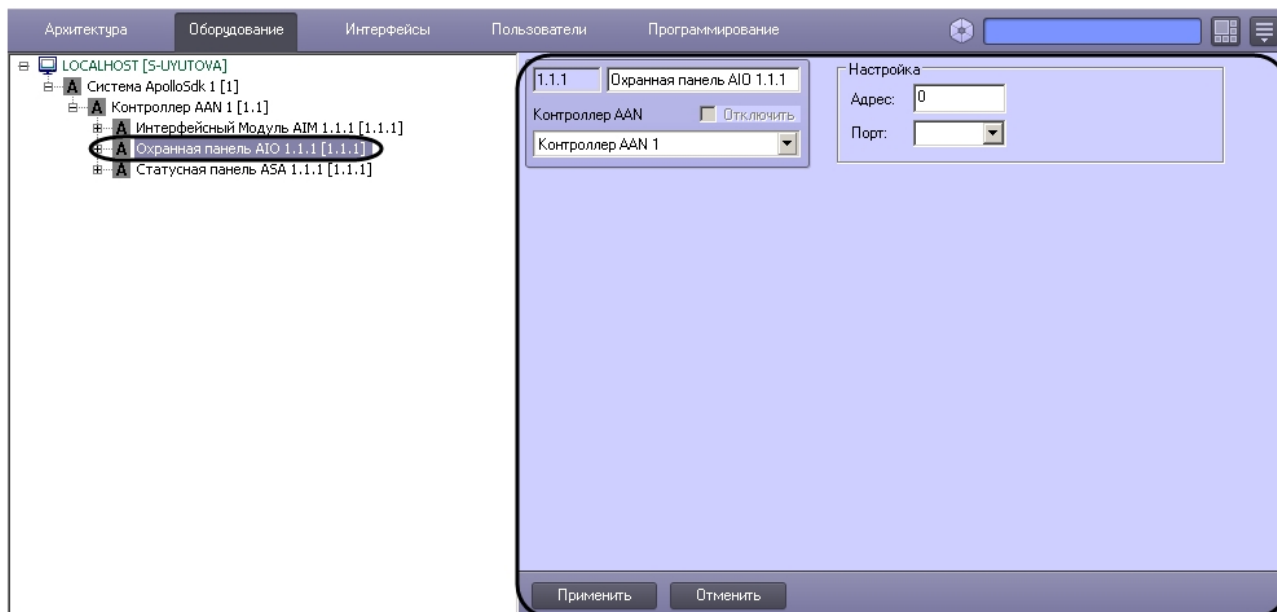 Архитектура Оборудование Интерфейсы Пользователи Программирование
LOCALHOST [S-UYUTOVA]
Система ApolloSdk 1 [1]
Контроллер AAN 1 [1.1]
Интерфейсный Модуль AIM 1.1.1 [1.1.1]
Охранная панель AIO 1.1.1 [1.1.1]
Статусная панель ASA 1.1.1 [1.1.1]
1.1.1 Охранная панель AIO 1.1.1
Контроллер AAN Отключить
Контроллер AAN 1
Настройка
Адрес: 0
Порт:
Применить Отменить